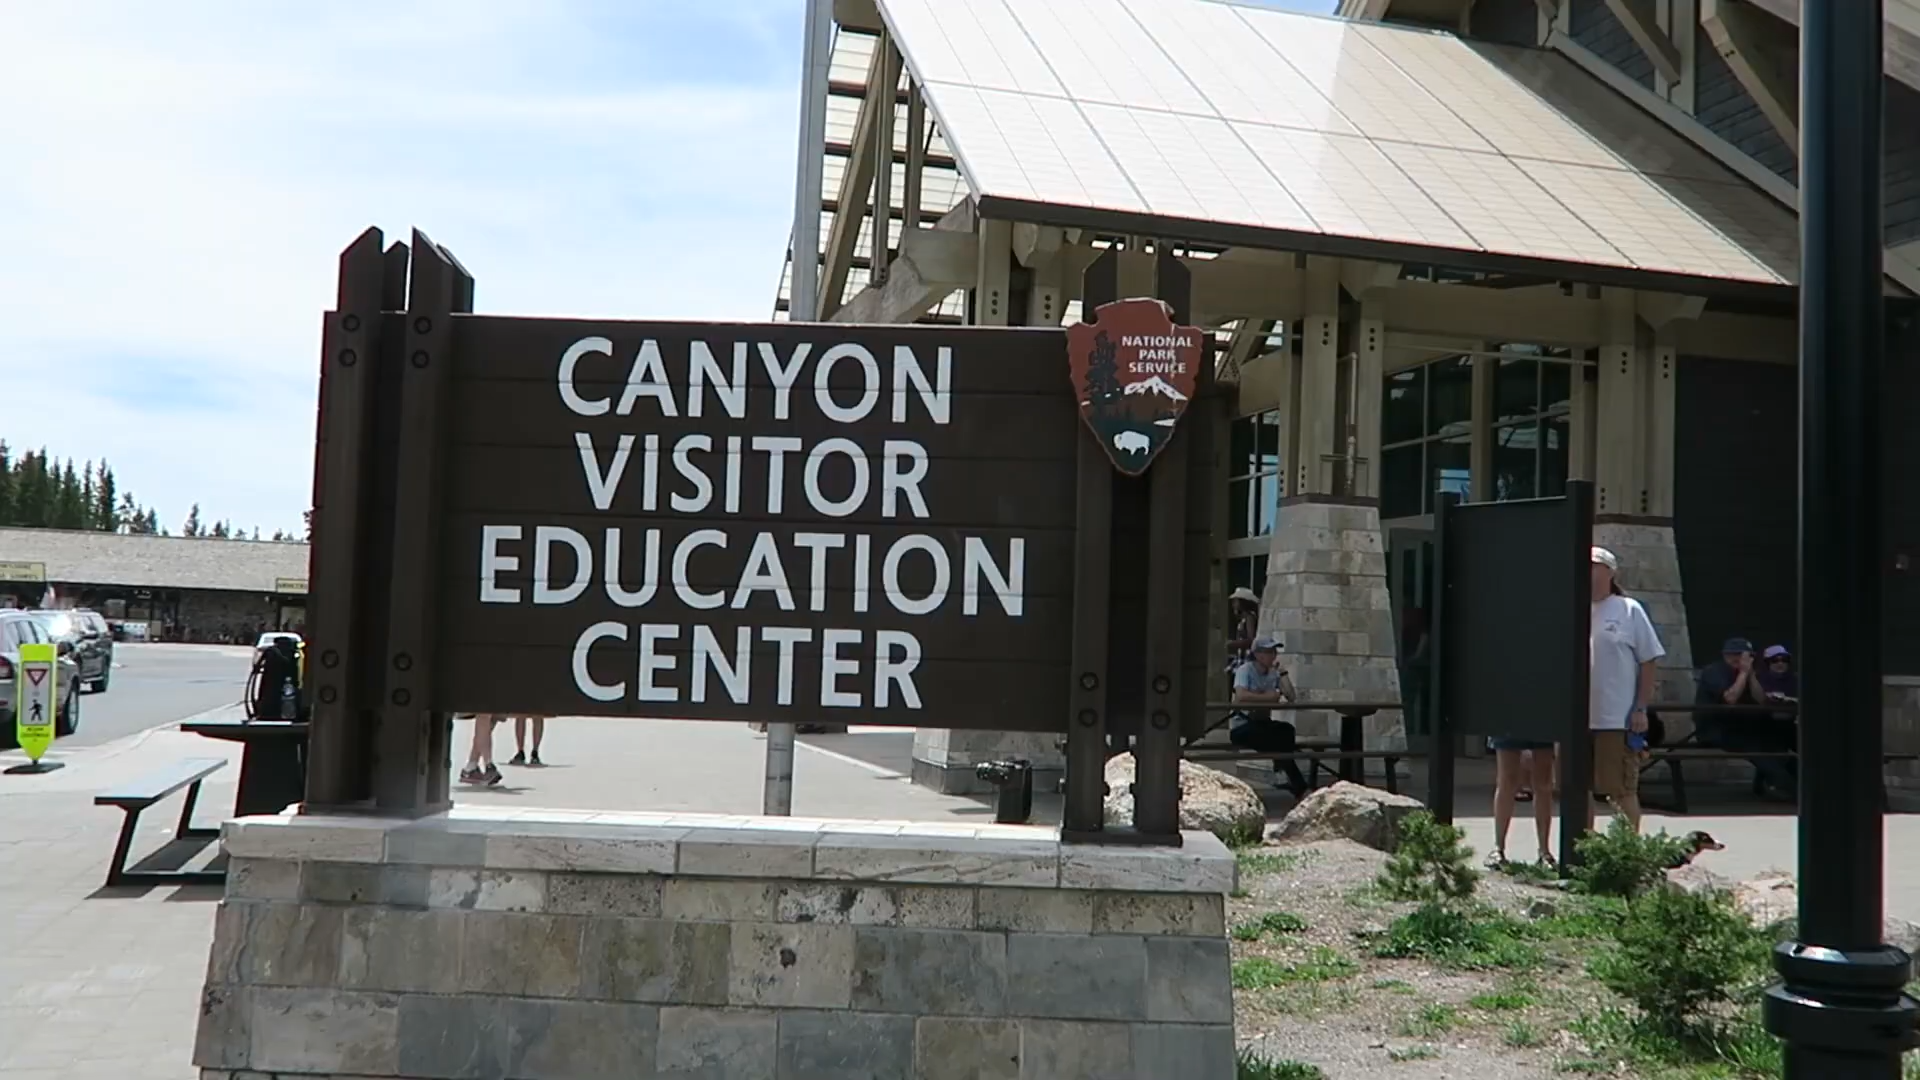 CANYON
VISITOR
EDUCATION
CENTER
NATIONAL
PARK
SERVICE